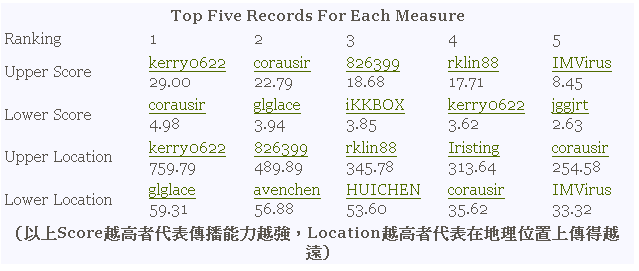 Top Five Records For Each Measure
Ranking 1 2 3 4 5
Upper Score kerry0622 corausir 826399 rklin88 IMVirus
29.00 22.79 18.68 17.71 8.45
Lower Score corausir glglace iKKBOX kerry0622 jggjrt
4.98 3.94 3.85 3.62 2.63
Upper Location kerry0622 826399 rklin88 Iristing corausir
759.79 489.89 345.78 313.64 254.58
Lower Location glglace avenchen HUICHEN corausir IMVirus
59.31 56.88 53.60 35.62 33.32
(以上Score越高者代表傳播能力越強，Location越高者代表在地理位置上傳得越
遠)